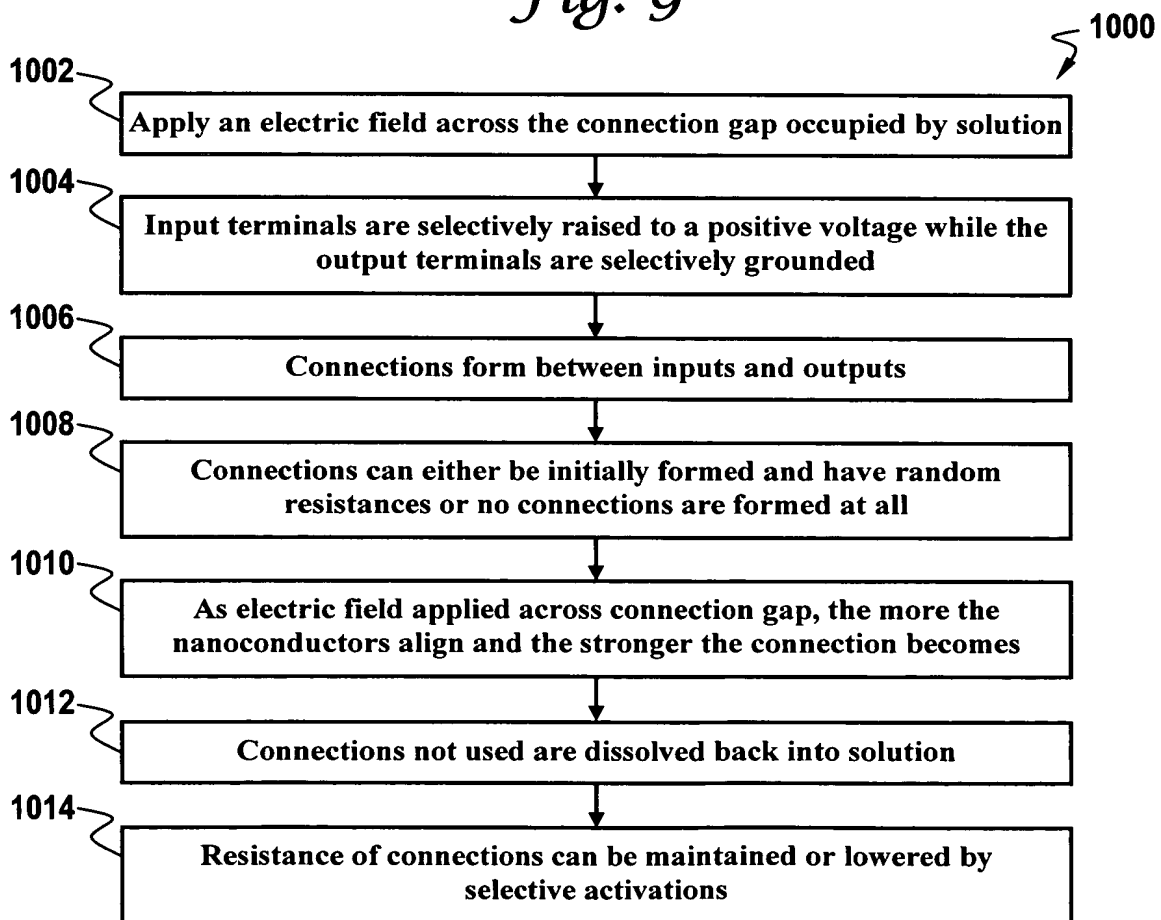 Fig. 9
1000
1002
Apply an electric field across the connection gap occupied by solution
1004
Input terminals are selectively raised to a positive voltage while the
output terminals are selectively grounded
1006
Connections form between inputs and outputs
1008
Connections can either be initially formed and have random
resistances or no connections are formed at all
1010
As electric field applied across connection gap, the more the
nanoconductors align and the stronger the connection becomes
1012
Connections not used are dissolved back into solution
1014
Resistance of connections can be maintained or lowered by
selective activations